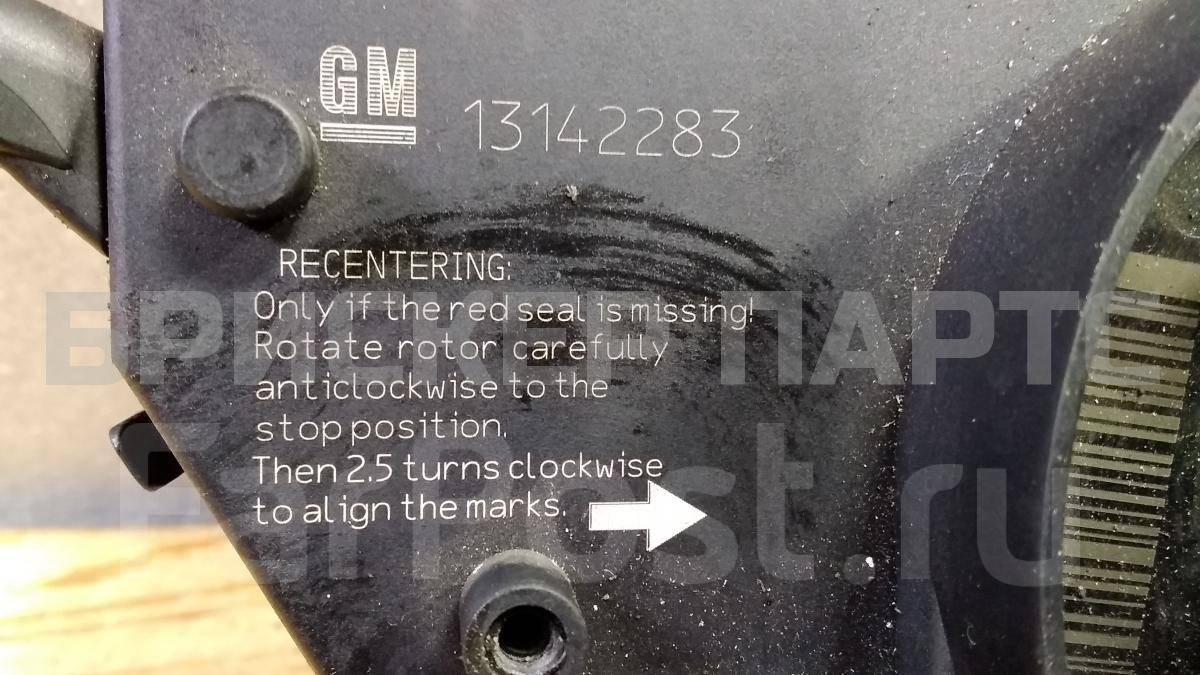 GM
13142283
RECENTERING:
Only if the red seal is missing!
Rotate rotor carefully
anticlockwise to the
stop position.
Then 2.5 turns clockwise
to align the marks.
БРИСКЕР ПАРТС
FarPost.ru